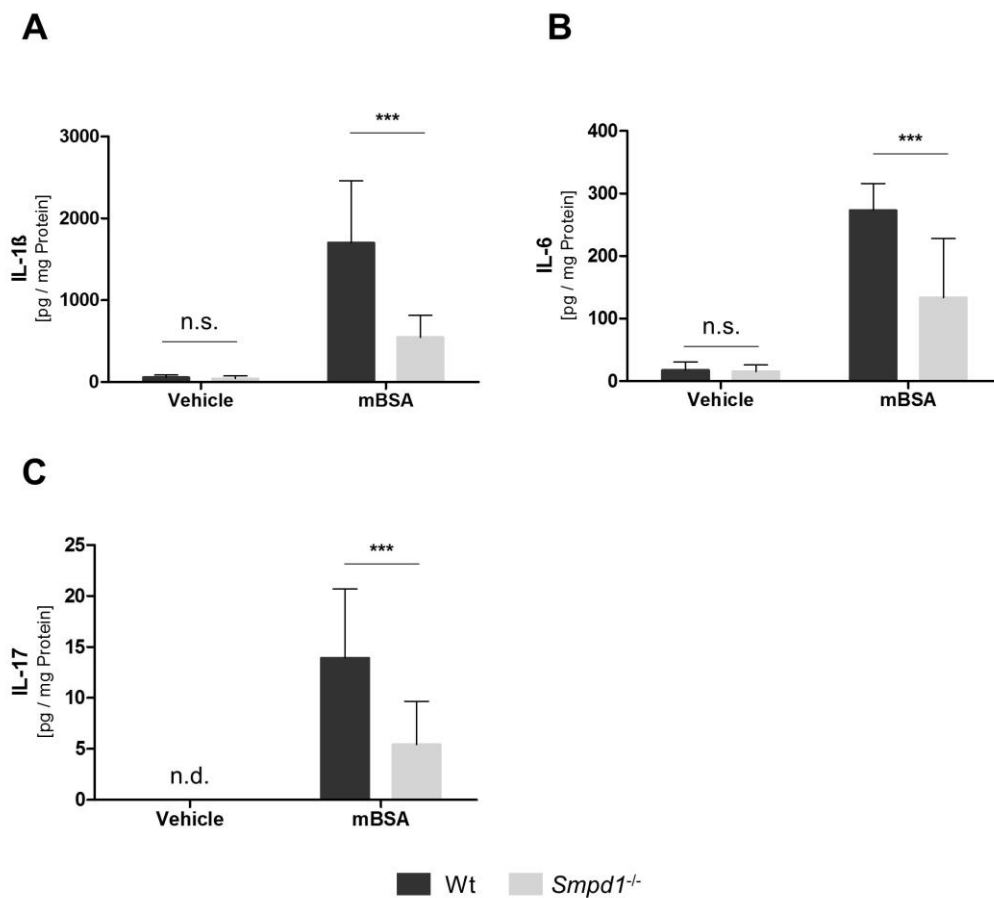 A
***
3000
2000
1000
0
IL-1ß
[pg / mg Protein]
n.s.
Vehicle
mBSA
B
***
400
300
200
100
0
IL-6
[pg / mg Protein]
n.s.
Vehicle
mBSA
C
***
25
20
15
10
5
0
IL-17
[pg / mg Protein]
n.d.
Vehicle
mBSA
Wt
Smpd1-/-